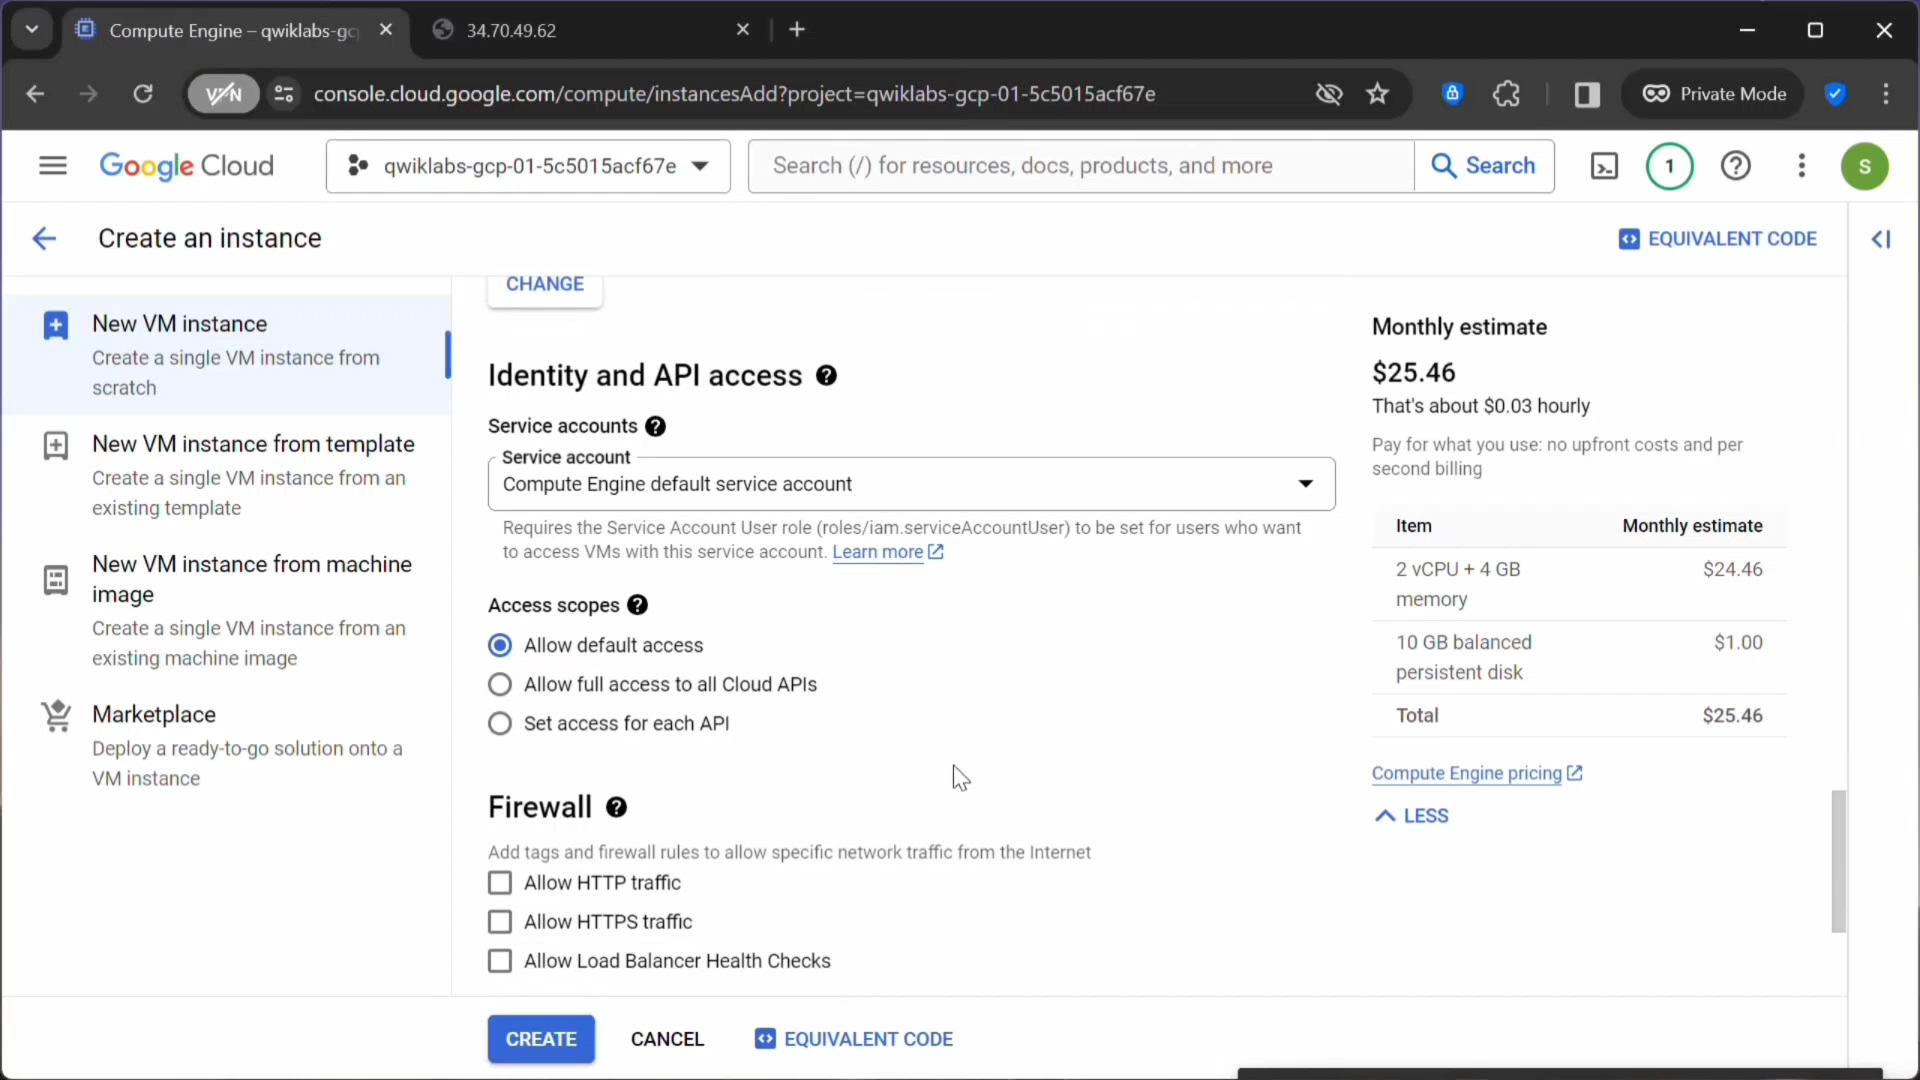 Compute Engine – qwiklabs-gc
34.70.49.62
VPN
console.cloud.google.com/compute/instancesAdd?project=qwiklabs-gcp-01-5c5015acf67e
Private Mode
Google Cloud
qwiklabs-gcp-01-5c5015acf67e
Search (/) for resources, docs, products, and more
Search
1
S
Create an instance
EQUIVALENT CODE
New VM instance
Create a single VM instance from
scratch
New VM instance from template
Create a single VM instance from an
existing template
New VM instance from machine
image
Create a single VM instance from an
existing machine image
Marketplace
Deploy a ready-to-go solution onto a
VM instance
CHANGE
Identity and API access
Service accounts
Service account
Compute Engine default service account
Requires the Service Account User role (roles/iam.serviceAccountUser) to be set for users who want
to access VMs with this service account. Learn more
Access scopes
Allow default access
Allow full access to all Cloud APIs
Set access for each API
Firewall
Add tags and firewall rules to allow specific network traffic from the Internet
Allow HTTP traffic
Allow HTTPS traffic
Allow Load Balancer Health Checks
Monthly estimate
$25.46
That's about $0.03 hourly
Pay for what you use: no upfront costs and per
second billing
Item Monthly estimate
2 vCPU + 4 GB $24.46
memory
10 GB balanced $1.00
persistent disk
Total $25.46
Compute Engine pricing
LESS
CREATE
CANCEL
EQUIVALENT CODE